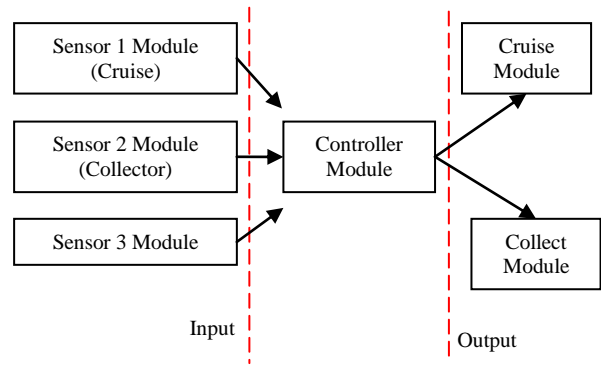 Sensor 1 Module
(Cruise)
Sensor 2 Module
(Collector)
Sensor 3 Module
Controller
Module
Cruise
Module
Collect
Module
Input
Output